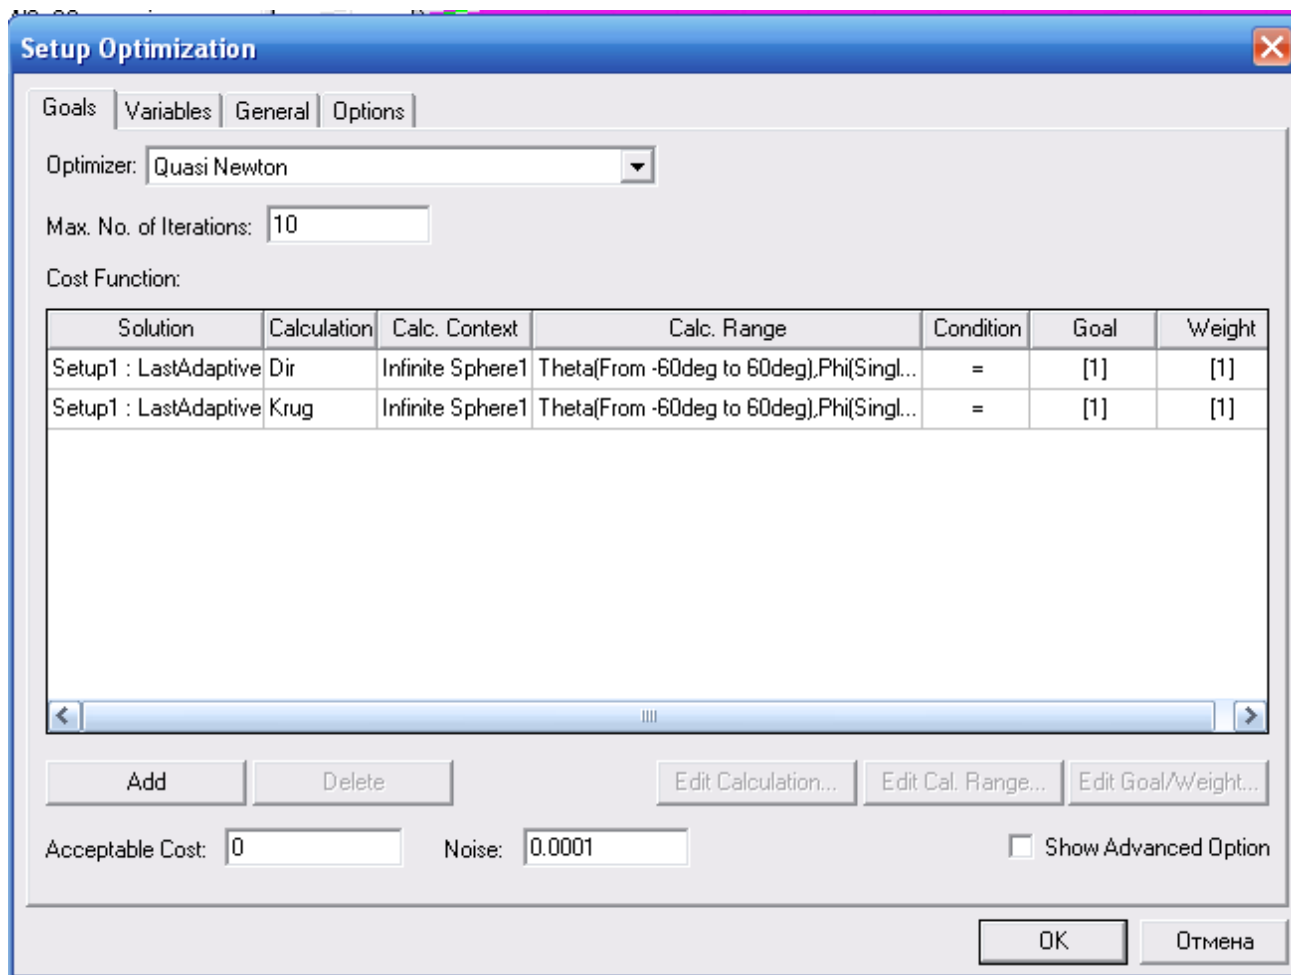 Setup Optimization
Goals Variables General Options
Optimizer: Quasi Newton
Max. No. of Iterations: 10
Cost Function:
Solution Calculation Calc. Context Calc. Range Condition Goal Weight
Setup1 : LastAdaptive Dir Infinite Sphere1 Theta(From -60deg to 60deg),Phi(Singl... = [1] [1]
Setup1 : LastAdaptive Krug Infinite Sphere1 Theta(From -60deg to 60deg),Phi(Singl... = [1] [1]
Add Delete Edit Calculation... Edit Cal. Range... Edit Goal/Weight...
Acceptable Cost: 0 Noise: 0.0001 Show Advanced Option
OK Отмена